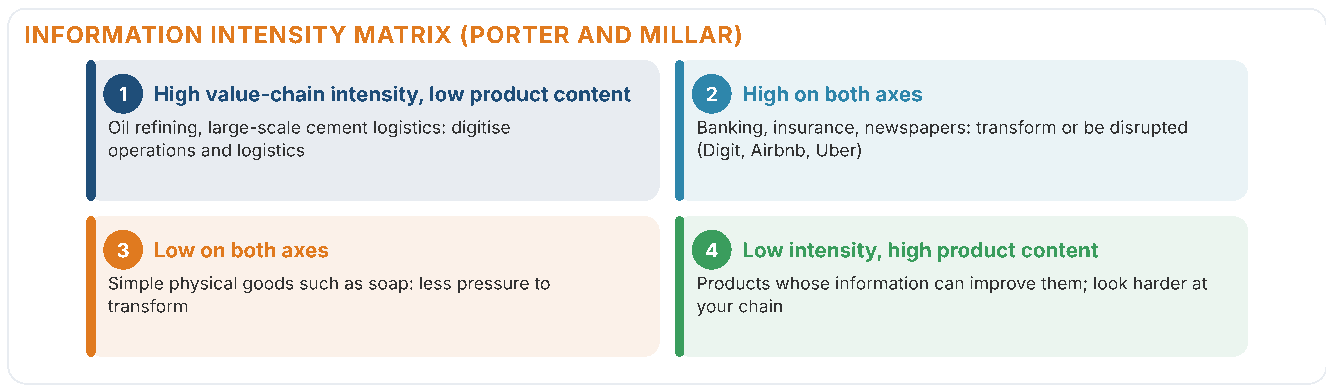 INFORMATION INTENSITY MATRIX (PORTER AND MILLAR)
1 High value-chain intensity, low product content
Oil refining, large-scale cement logistics: digitise
operations and logistics
2 High on both axes
Banking, insurance, newspapers: transform or be disrupted
(Digit, Airbnb, Uber)
3 Low on both axes
Simple physical goods such as soap: less pressure to
transform
4 Low intensity, high product content
Products whose information can improve them; look harder at
your chain